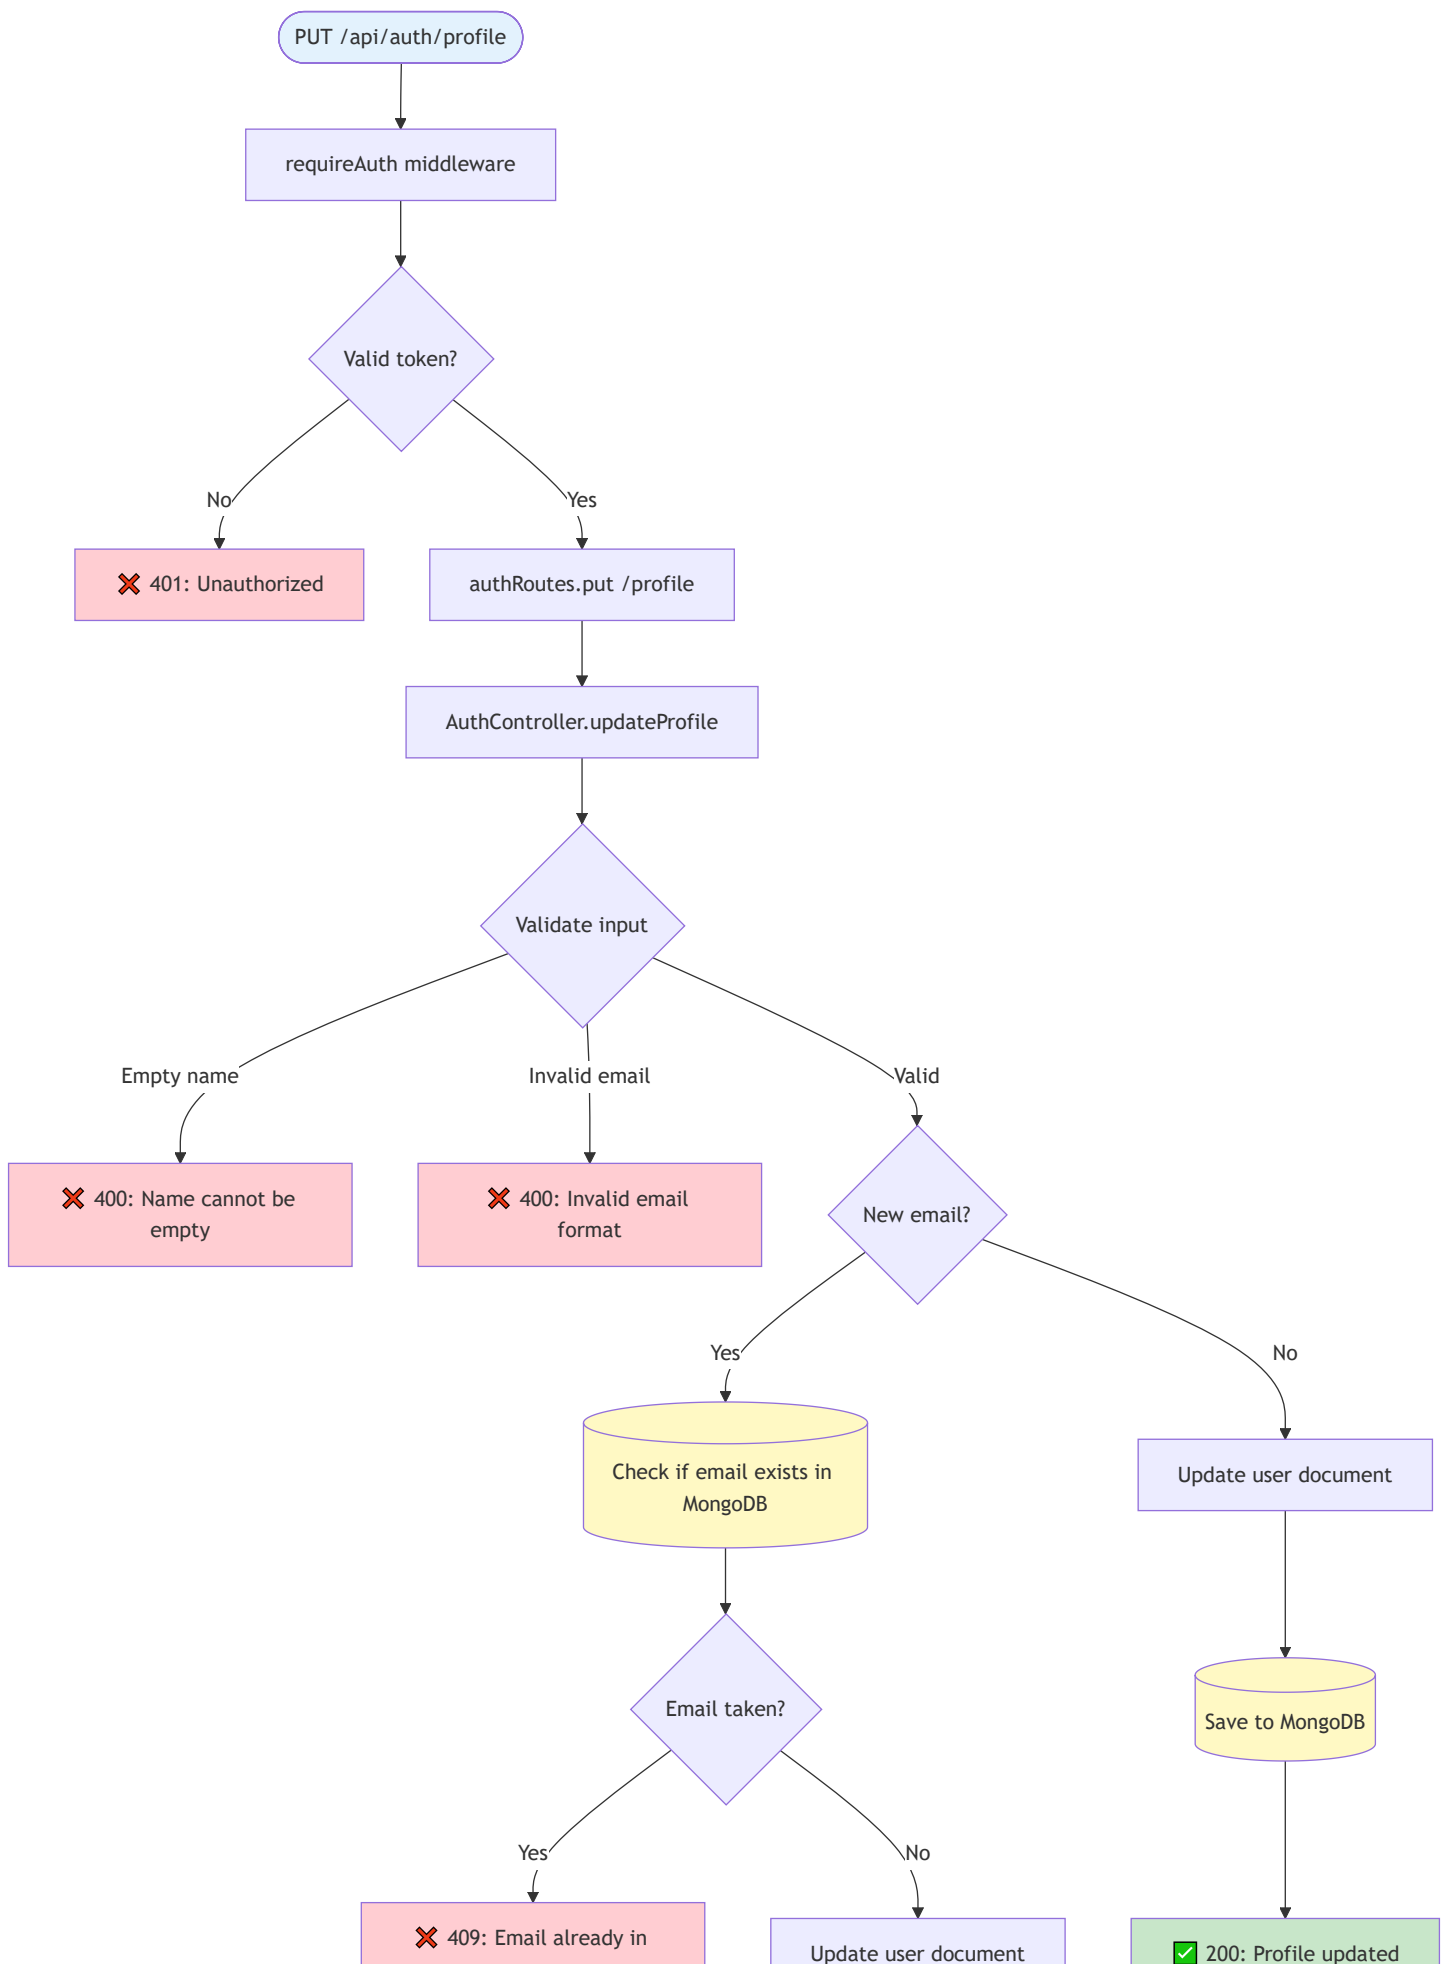 PUT /api/auth/profile
requireAuth middleware
Valid token?
No
Yes
❌ 401: Unauthorized
authRoutes.put /profile
AuthController.updateProfile
Validate input
Empty name
Invalid email
Valid
❌ 400: Name cannot be
empty
❌ 400: Invalid email
format
New email?
Yes
No
Check if email exists in
MongoDB
Update user document
Email taken?
Save to MongoDB
Yes
No
❌ 409: Email already in
Update user document
✅ 200: Profile updated